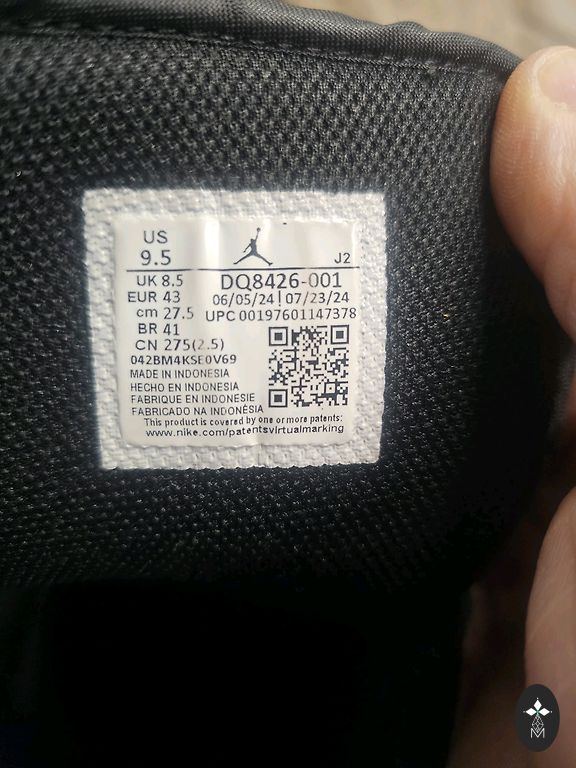 US
9.5
J2
UK 8.5
DQ8426-001
EUR 43
06/05/24 | 07/23/24
cm 27.5
UPC 00197601147378
BR 41
CN 275(2.5)
042BM4KSE0V69
MADE IN INDONESIA
HECHO EN INDONESIA
FABRIQUE EN INDONESIE
FABRICADO NA INDONÉSIA
This product is covered by one or more patents:
www.nike.com/patentsvirtualmarking
M